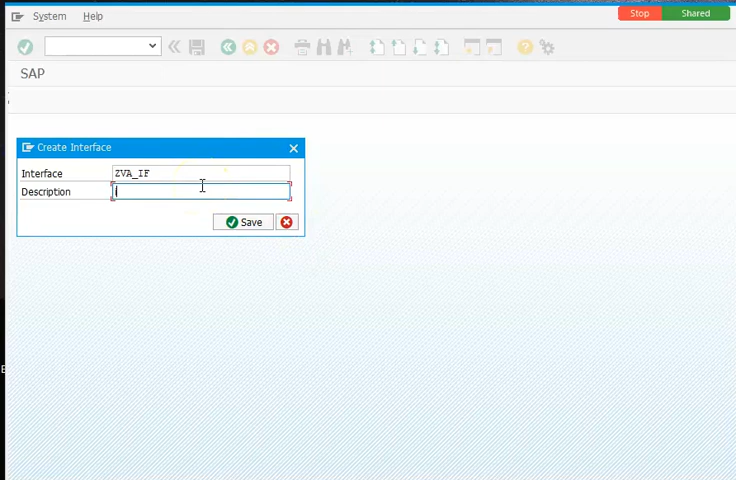 System Help
Stop Shared
SAP
Create Interface
Interface ZVA_IF
Description
Save